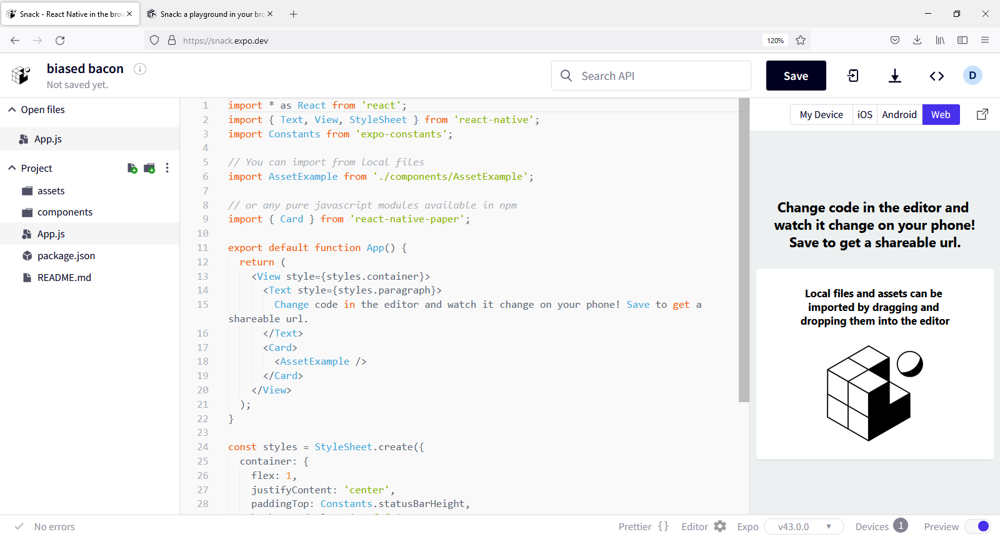 Snack - React Native in the brow
Snack: a playground in your bro
https://snack.expo.dev
120%
biased bacon
Not saved yet.
Search API
Save
D
Open files
App.js
Project
assets
components
App.js
package.json
README.md
1 import * as React from 'react';
2 import { Text, View, StyleSheet } from 'react-native';
3 import Constants from 'expo-constants';
4
5 // You can import from local files
6 import AssetExample from './components/AssetExample';
7
8 // or any pure javascript modules available in npm
9 import { Card } from 'react-native-paper';
10
11 export default function App() {
12 return (
13 <View style={styles.container}>
14 <Text style={styles.paragraph}>
15 Change code in the editor and watch it change on your phone! Save to get a
shareable url.
16 </Text>
17 <Card>
18 <AssetExample />
19 </Card>
20 </View>
21 );
22 }
23
24 const styles = StyleSheet.create({
25 container: {
26 flex: 1,
27 justifyContent: 'center',
28 paddingTop: Constants.statusBarHeight,
My Device iOS Android Web
Change code in the editor and
watch it change on your phone!
Save to get a shareable url.
Local files and assets can be
imported by dragging and
dropping them into the editor
No errors
Prettier {} Editor Expo v43.0.0 Devices 1 Preview